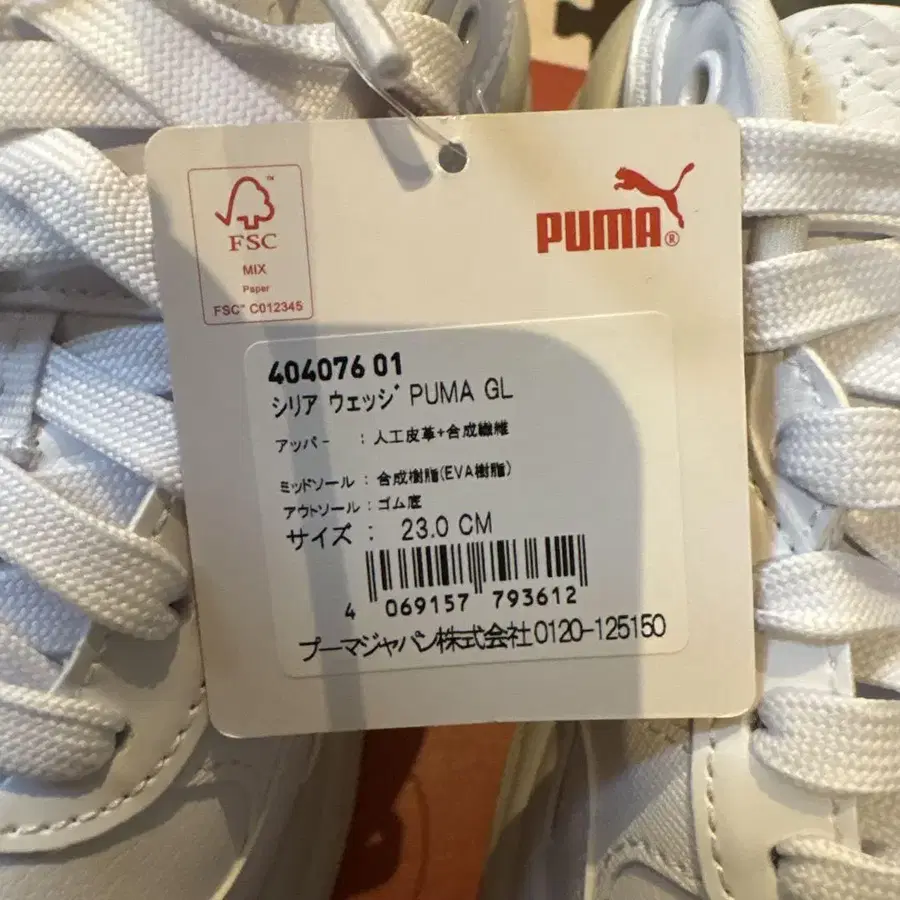 FSC
MIX
Paper
FSC™ C012345
PUMA®
404076 01
シリア ウェッジ PUMA GL
アッパー : 人工皮革+合成繊維
ミッドソール : 合成樹脂(EVA樹脂)
アウトソール : ゴム底
サイズ : 23.0 CM
4 069157 793612
プーマジャパン株式会社0120-125150